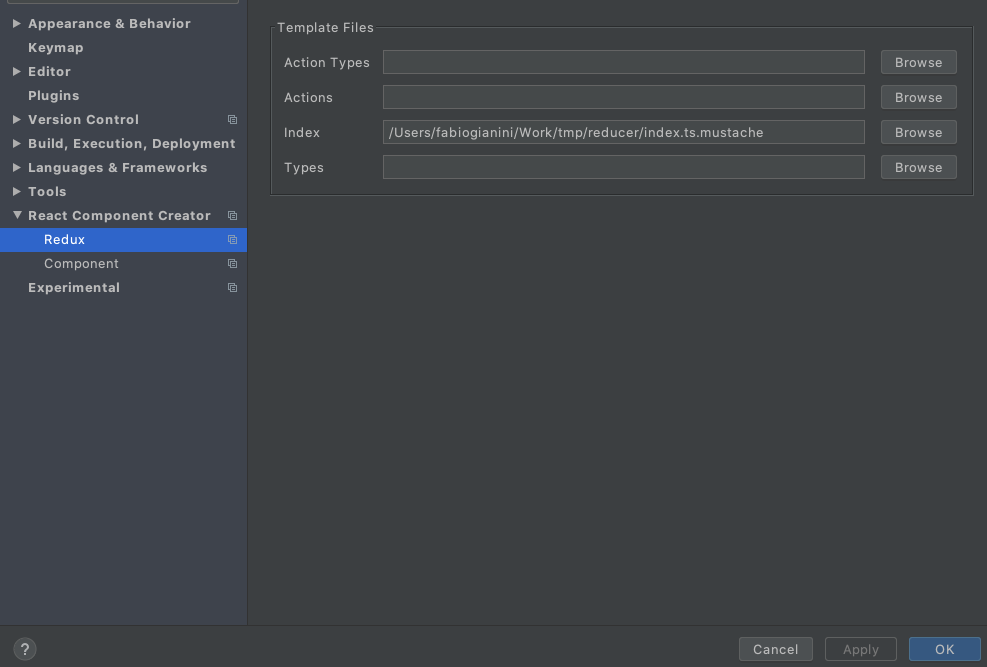 Appearance & Behavior
Keymap
Editor
Plugins
Version Control
Build, Execution, Deployment
Languages & Frameworks
Tools
React Component Creator
Redux
Component
Experimental
Template Files
Action Types Browse
Actions Browse
Index /Users/fabiogianini/Work/tmp/reducer/index.ts.mustache Browse
Types Browse
? Cancel Apply OK